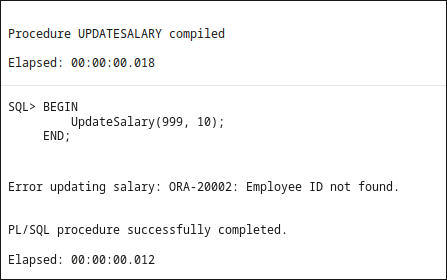 Procedure UPDATESALARY compiled
Elapsed: 00:00:00.018
SQL> BEGIN
UpdateSalary(999, 10);
END;
Error updating salary: ORA-20002: Employee ID not found.
PL/SQL procedure successfully completed.
Elapsed: 00:00:00.012